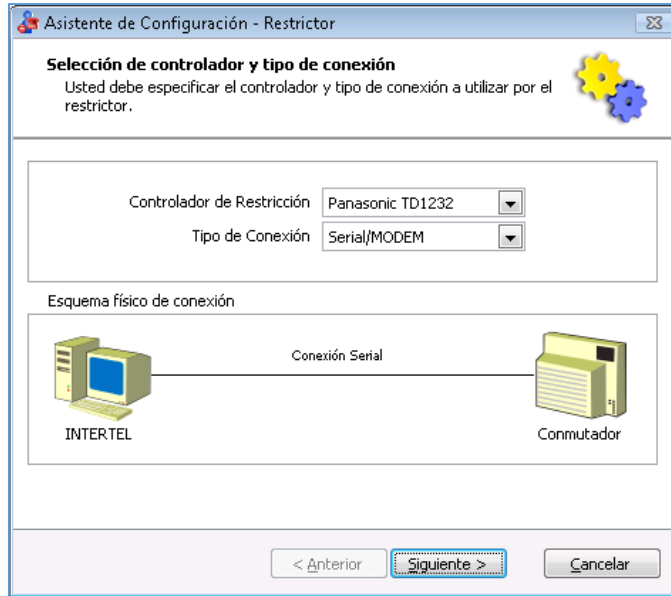 Asistente de Configuración - Restrictor
Selección de controlador y tipo de conexión
Usted debe especificar el controlador y tipo de conexión a utilizar por el
restrictor.
Controlador de Restricción Panasonic TD1232
Tipo de Conexión Serial/MODEM
Esquema físico de conexión
Conexión Serial
INTERTEL Conmutador
< Anterior Siguiente > Cancelar